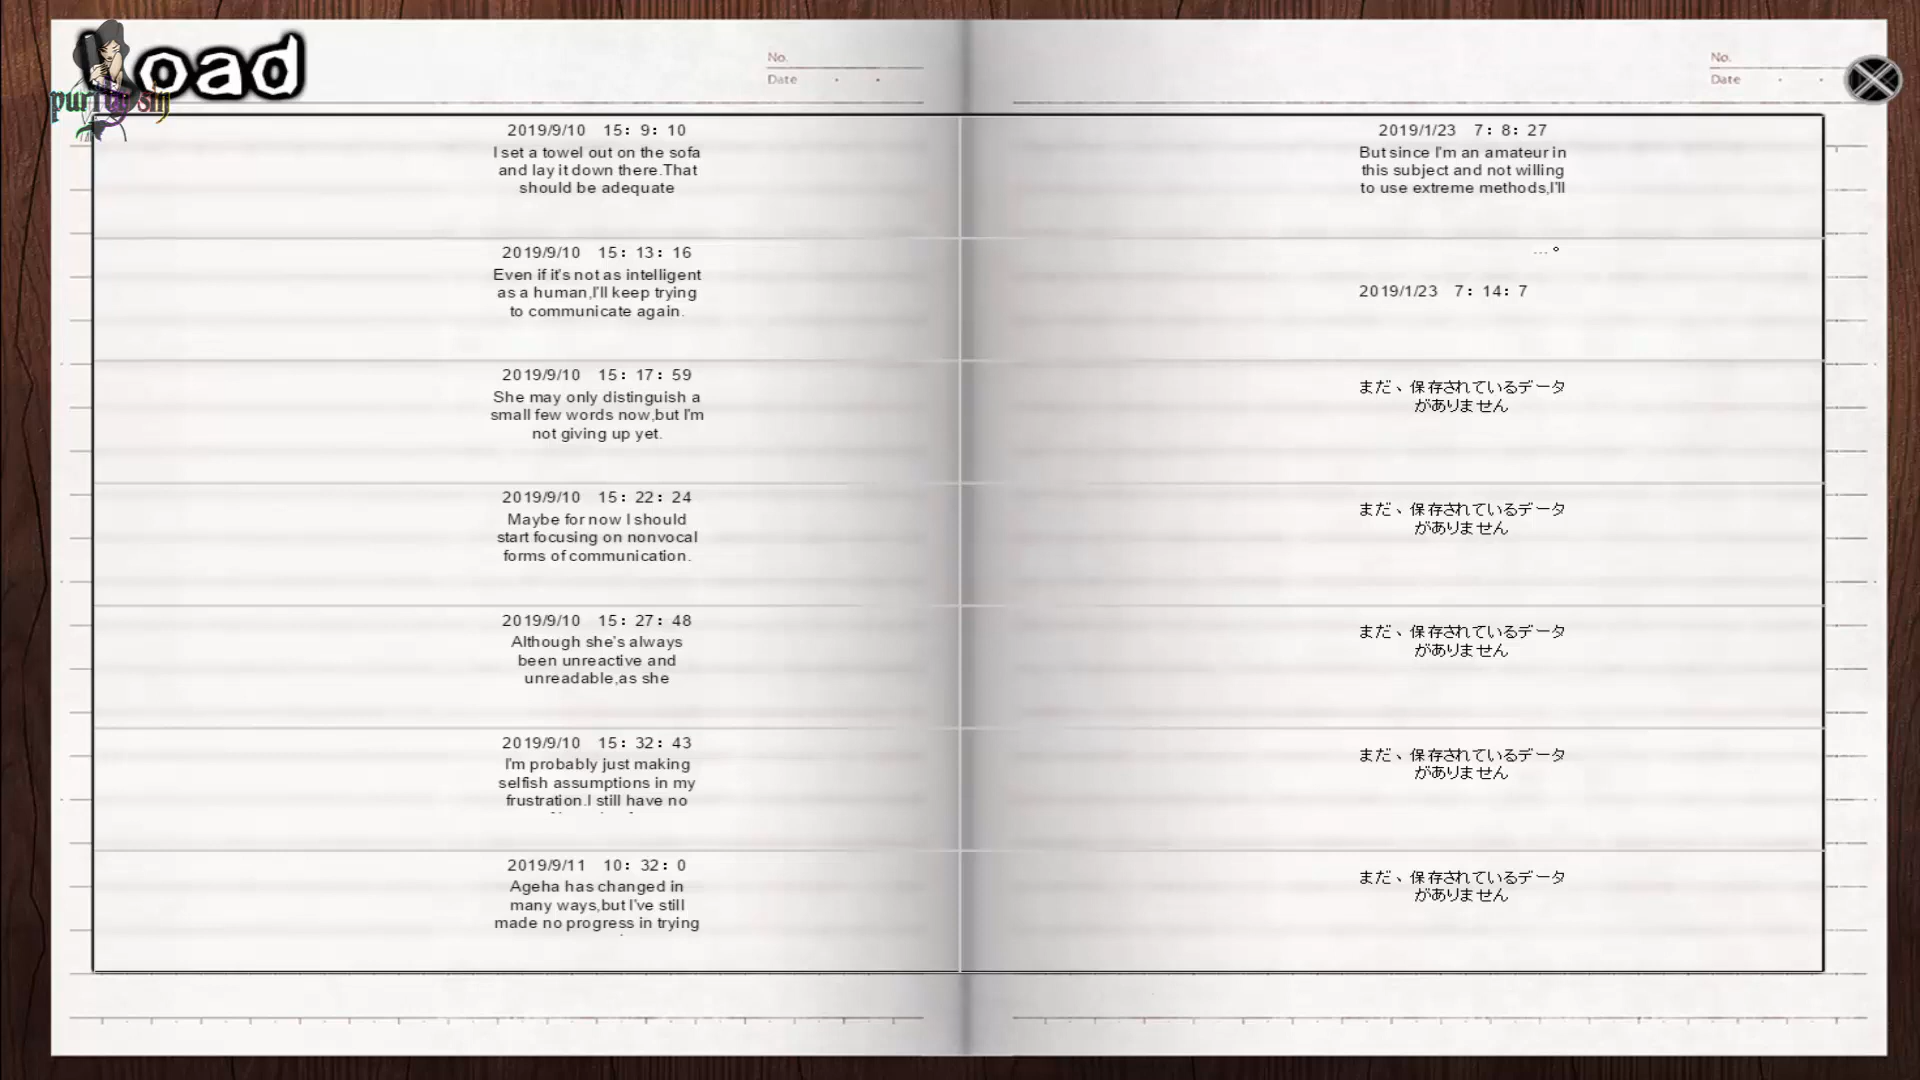 Load
purity sin
No.
Date
2019/9/10 15: 9: 10
I set a towel out on the sofa
and lay it down there.That
should be adequate
2019/9/10 15: 13: 16
Even if it's not as intelligent
as a human,I'll keep trying
to communicate again.
2019/9/10 15: 17: 59
She may only distinguish a
small few words now,but I'm
not giving up yet.
2019/9/10 15: 22: 24
Maybe for now I should
start focusing on nonvocal
forms of communication.
2019/9/10 15: 27: 48
Although she's always
been unreactive and
unreadable,as she
2019/9/10 15: 32: 43
I'm probably just making
selfish assumptions in my
frustration.I still have no
2019/9/11 10: 32: 0
Ageha has changed in
many ways,but I've still
made no progress in trying
No.
Date
2019/1/23 7: 8: 27
But since I'm an amateur in
this subject and not willing
to use extreme methods,I'll
…。
2019/1/23 7: 14: 7
まだ、保存されているデータ
がありません
まだ、保存されているデータ
がありません
まだ、保存されているデータ
がありません
まだ、保存されているデータ
がありません
まだ、保存されているデータ
がありません